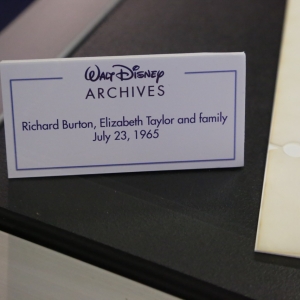 Walt Disney
ARCHIVES
Richard Burton, Elizabeth Taylor and family
July 23, 1965